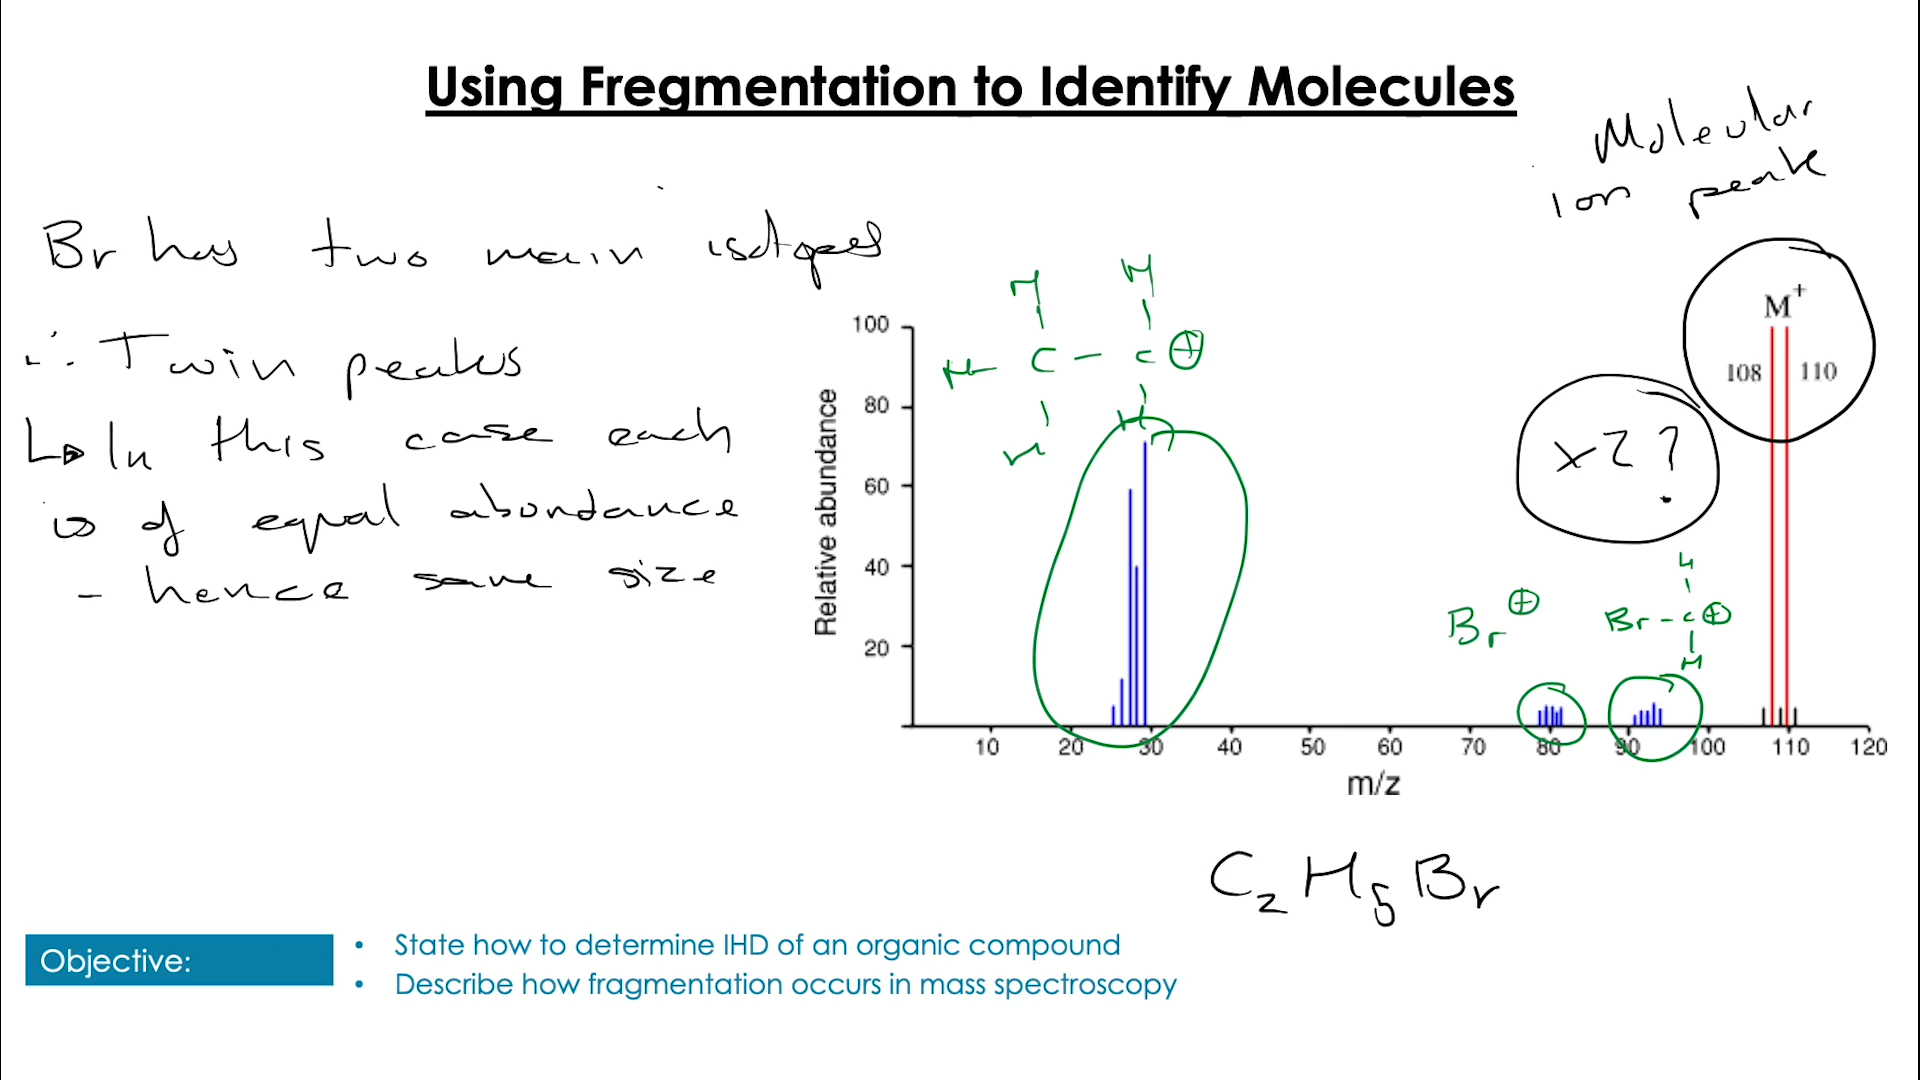 Using Fregmentation to Identify Molecules
Molecular
ion peak
Br has two main isotopes
∴ Twin peaks
↳ In this case each
is of equal abundance
- hence same size
H H
H - C - C ⊕
H H
M+
108 110
x2?
Br ⊕
H
Br - C ⊕
H
Relative abundance
100
80
60
40
20
10 20 30 40 50 60 70 80 90 100 110 120
m/z
C2H5Br
Objective:
• State how to determine IHD of an organic compound
• Describe how fragmentation occurs in mass spectroscopy